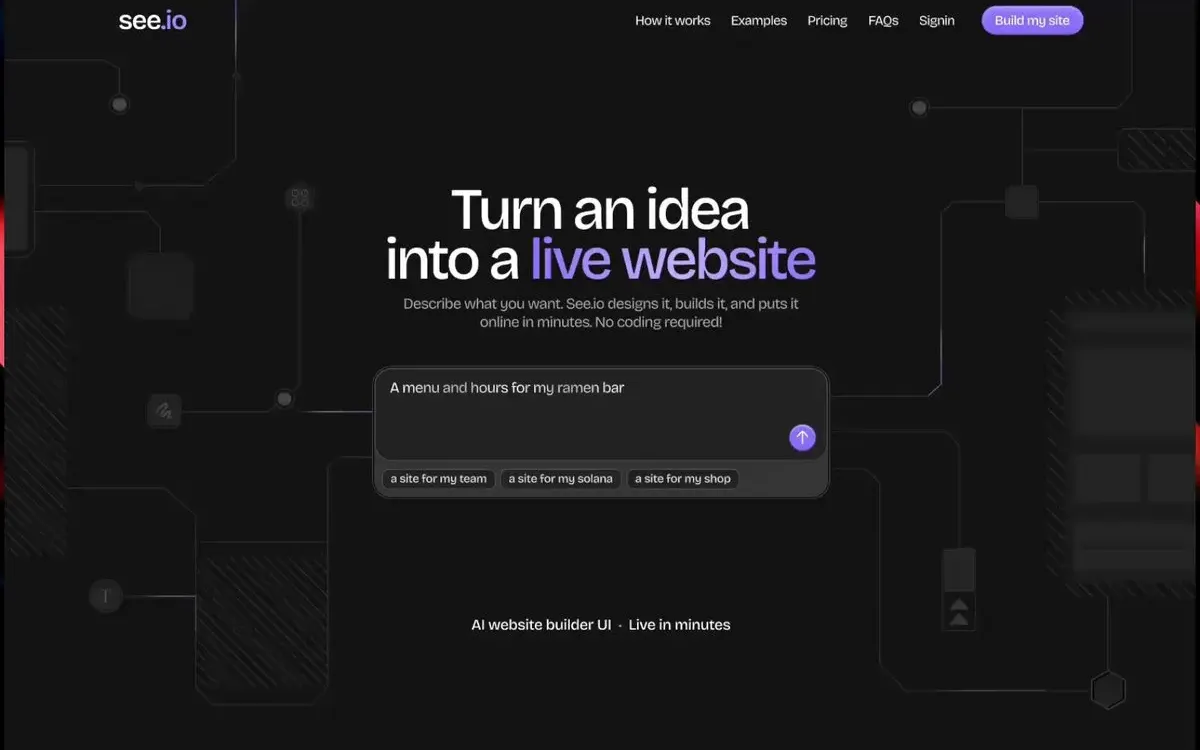 see.io
How it works
Examples
Pricing
FAQs
Signin
Build my site
Turn an idea
into a live website
Describe what you want. See.io designs it, builds it, and puts it
online in minutes. No coding required!
A menu and hours for my ramen bar
a site for my team
a site for my solana
a site for my shop
T
AI website builder UI · Live in minutes